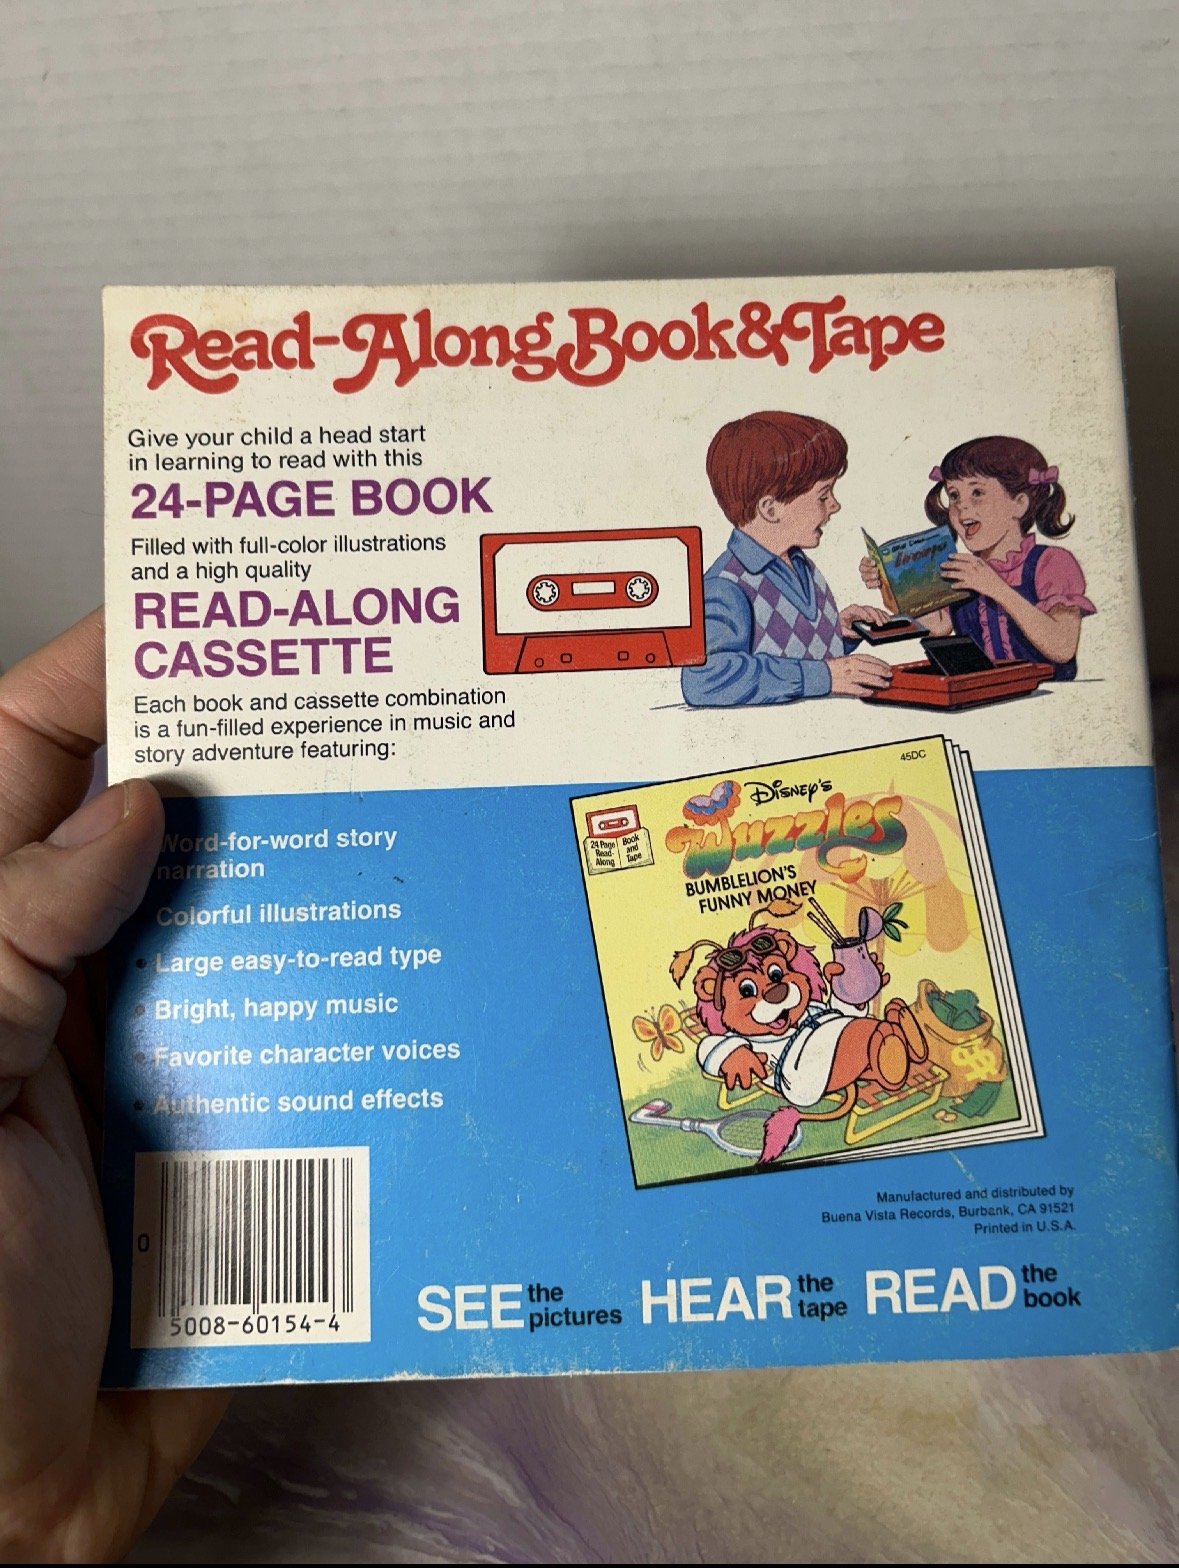 Read-Along Book & Tape
Give your child a head start
in learning to read with this
24-PAGE BOOK
Filled with full-color illustrations
and a high quality
READ-ALONG
CASSETTE
Each book and cassette combination
is a fun-filled experience in music and
story adventure featuring:
Word-for-word story
narration
• Colorful illustrations
• Large easy-to-read type
• Bright, happy music
• Favorite character voices
• Authentic sound effects
45DC
Disney's
Wuzzles
24 Page
Read-
Along
Book
and
Tape
BUMBLELION'S
FUNNY MONEY
$$
Manufactured and distributed by
Buena Vista Records, Burbank, CA 91521
Printed in U.S.A.
0
5008-60154-4
SEE the pictures HEAR the tape READ the book